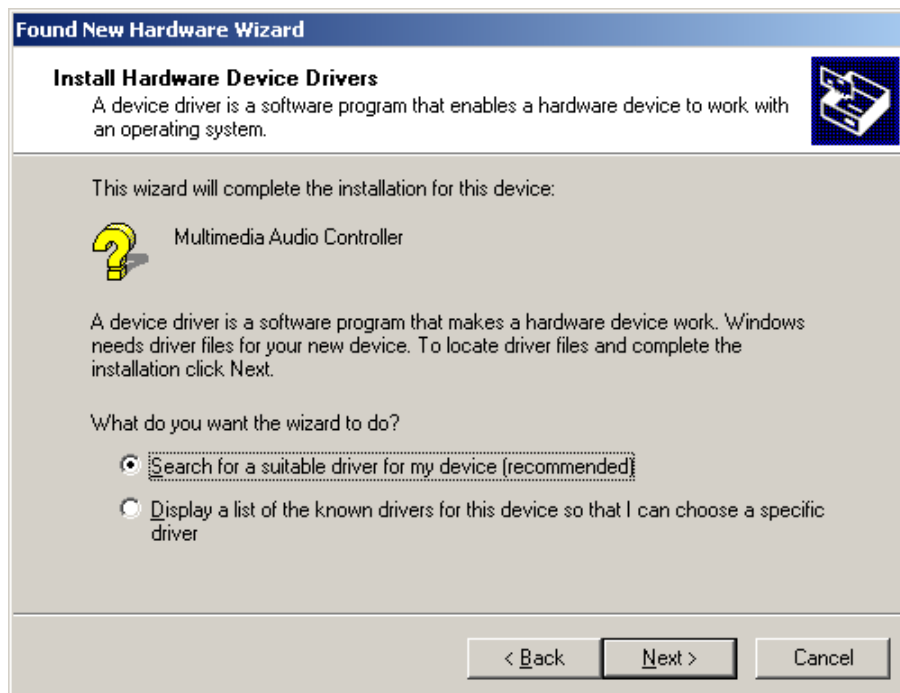 Found New Hardware Wizard
Install Hardware Device Drivers
A device driver is a software program that enables a hardware device to work with
an operating system.
This wizard will complete the installation for this device:
Multimedia Audio Controller
A device driver is a software program that makes a hardware device work. Windows
needs driver files for your new device. To locate driver files and complete the
installation click Next.
What do you want the wizard to do?
Search for a suitable driver for my device (recommended)
Display a list of the known drivers for this device so that I can choose a specific
driver
< Back Next > Cancel